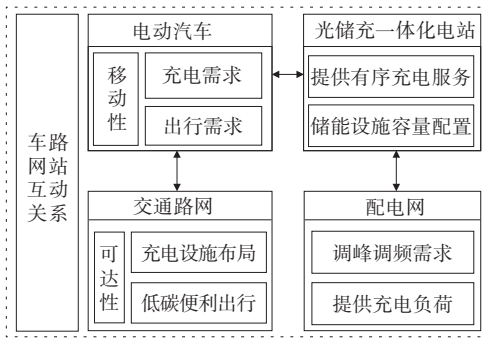 车路
网站
互动
关系
电动汽车
移动性
充电需求
出行需求
光储充一体化电站
提供有序充电服务
储能设施容量配置
交通路网
可达性
充电设施布局
低碳便利出行
配电网
调峰调频需求
提供充电负荷